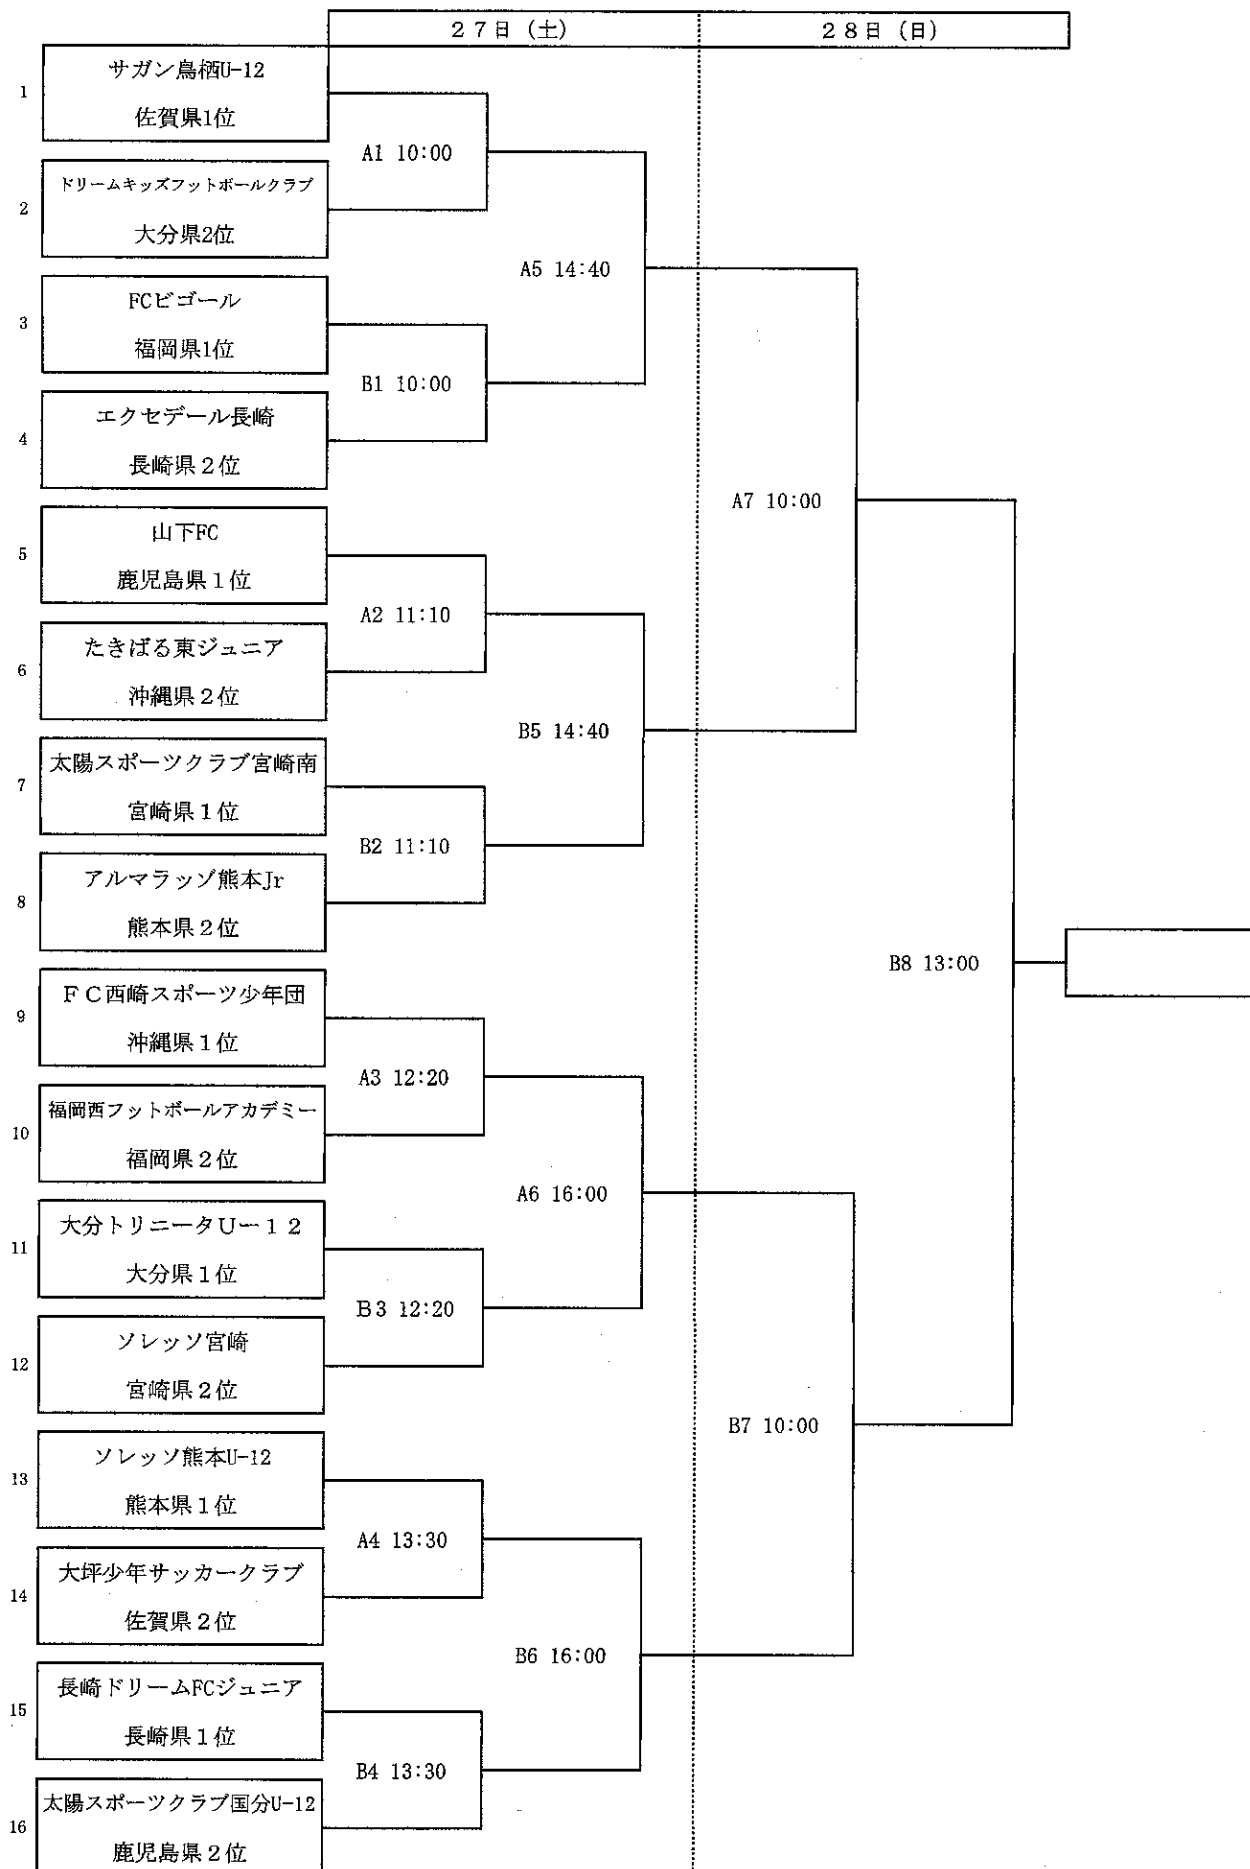 ２７日（土）
２８日（日）
1
サガン鳥栖U-12
佐賀県1位
A1 10:00
2
ドリームキッズフットボールクラブ
大分県2位
A5 14:40
3
FCビゴール
福岡県1位
B1 10:00
4
エクセデール長崎
長崎県２位
A7 10:00
5
山下FC
鹿児島県１位
A2 11:10
6
たきばる東ジュニア
沖縄県２位
B5 14:40
7
太陽スポーツクラブ宮崎南
宮崎県１位
B2 11:10
8
アルマラッゾ熊本Jr
熊本県２位
B8 13:00
9
ＦＣ西崎スポーツ少年団
沖縄県１位
A3 12:20
10
福岡西フットボールアカデミー
福岡県２位
A6 16:00
11
大分トリニータＵー１２
大分県１位
Ｂ3 12:20
12
ソレッソ宮崎
宮崎県２位
B7 10:00
13
ソレッソ熊本U-12
熊本県１位
A4 13:30
14
大坪少年サッカークラブ
佐賀県２位
B6 16:00
15
長崎ドリームFCジュニア
長崎県１位
B4 13:30
16
太陽スポーツクラブ国分U-12
鹿児島県２位